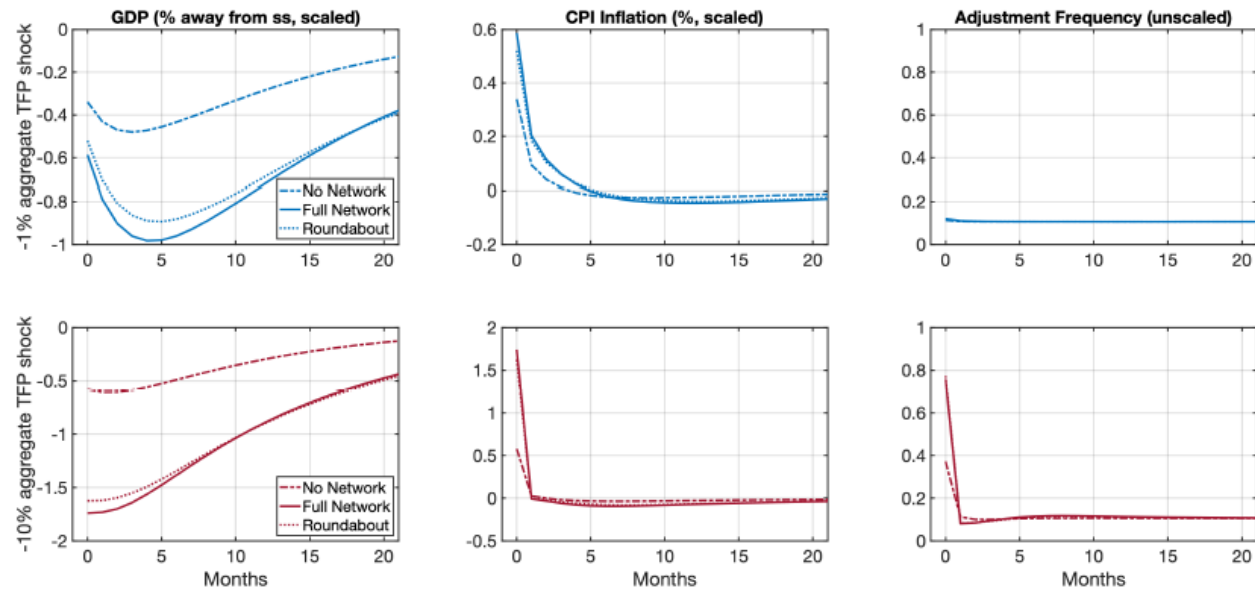 GDP (% away from ss, scaled)
CPI Inflation (%, scaled)
Adjustment Frequency (unscaled)
-1% aggregate TFP shock
0
-0.2
-0.4
-0.6
-0.8
-1
No Network
Full Network
Roundabout
0 5 10 15 20
0.6
0.4
0.2
0
-0.2
0 5 10 15 20
1
0.8
0.6
0.4
0.2
0
0 5 10 15 20
-10% aggregate TFP shock
0
-0.5
-1
-1.5
-2
No Network
Full Network
Roundabout
0 5 10 15 20
Months
2
1.5
1
0.5
0
-0.5
0 5 10 15 20
Months
1
0.8
0.6
0.4
0.2
0
0 5 10 15 20
Months